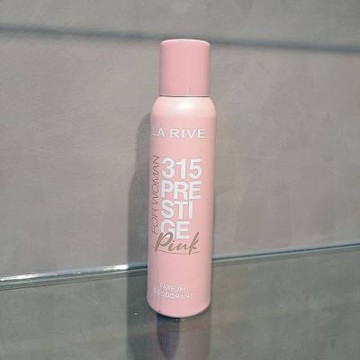 LA RIVE
FOR WOMAN
315
PRE
STI
GE
Pink
PARFUM
DEODORANT